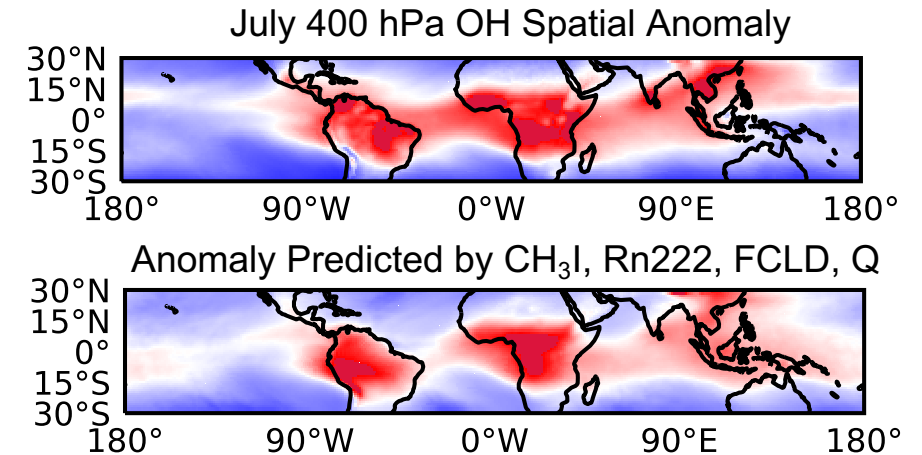 July 400 hPa OH Spatial Anomaly
30°N
15°N
0°
15°S
30°S
180° 90°W 0°W 90°E 180°
Anomaly Predicted by CH₃I, Rn222, FCLD, Q
30°N
15°N
0°
15°S
30°S
180° 90°W 0°W 90°E 180°